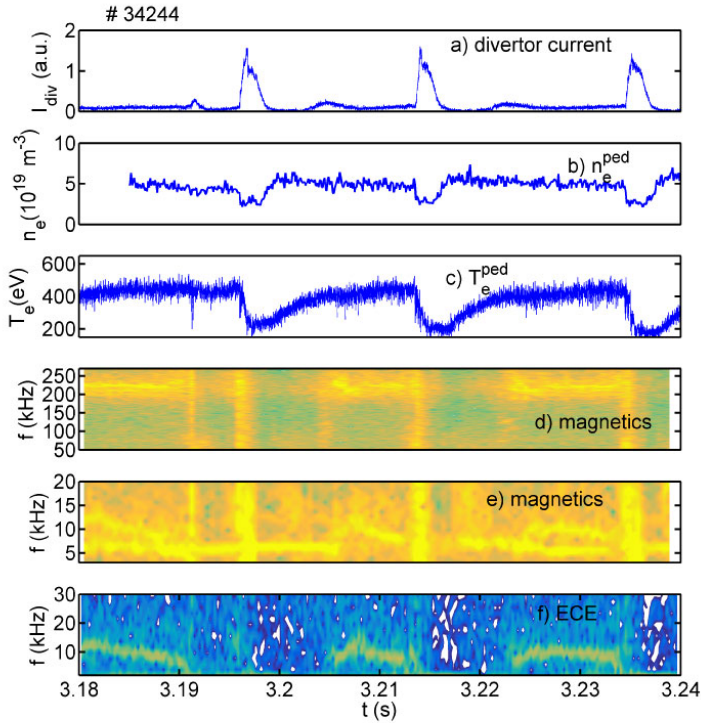 # 34244
a) divertor current
I_div (a.u.)
2
1
0
b) n_e^ped
n_e(10^19 m^-3)
10
5
0
c) T_e^ped
T_e(eV)
600
400
200
d) magnetics
f (kHz)
250
200
150
100
50
e) magnetics
f (kHz)
20
15
10
5
f) ECE
f (kHz)
30
20
10
3.18 3.19 3.2 3.21 3.22 3.23 3.24
t (s)